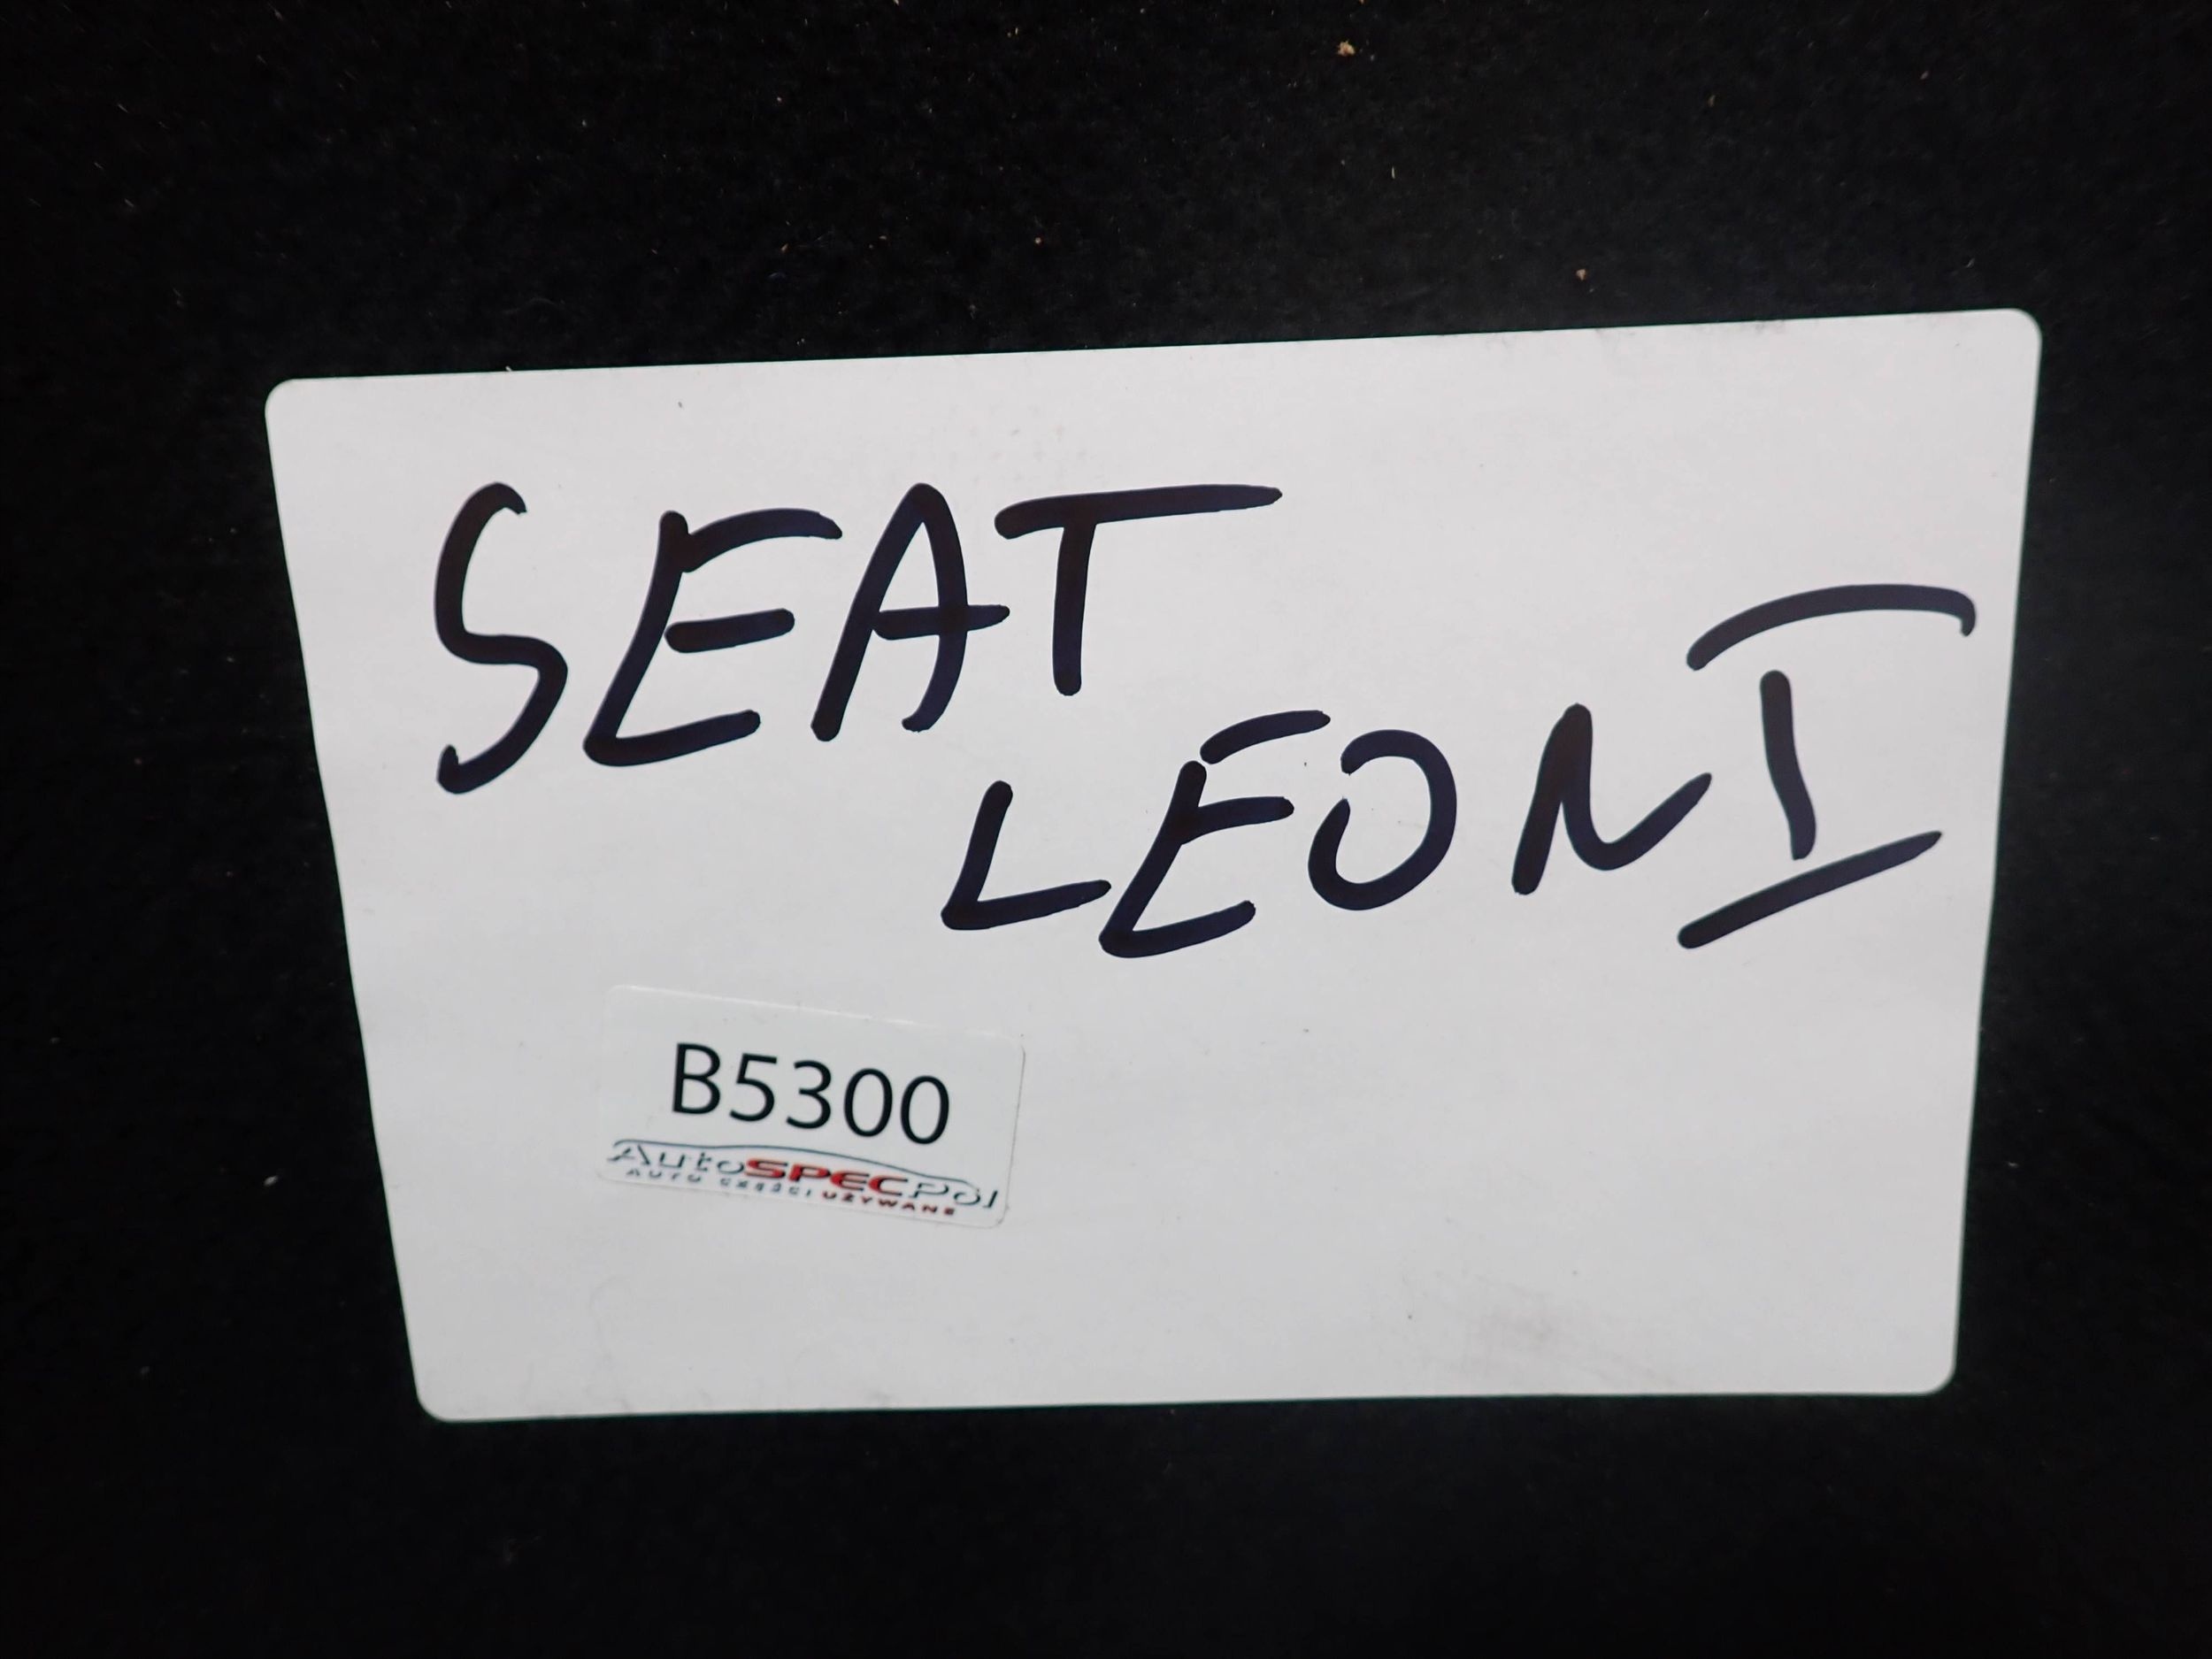 SEAT
LEON I
B5300
AutoSPECPol
AUTO CZĘŚCI UŻYWANE